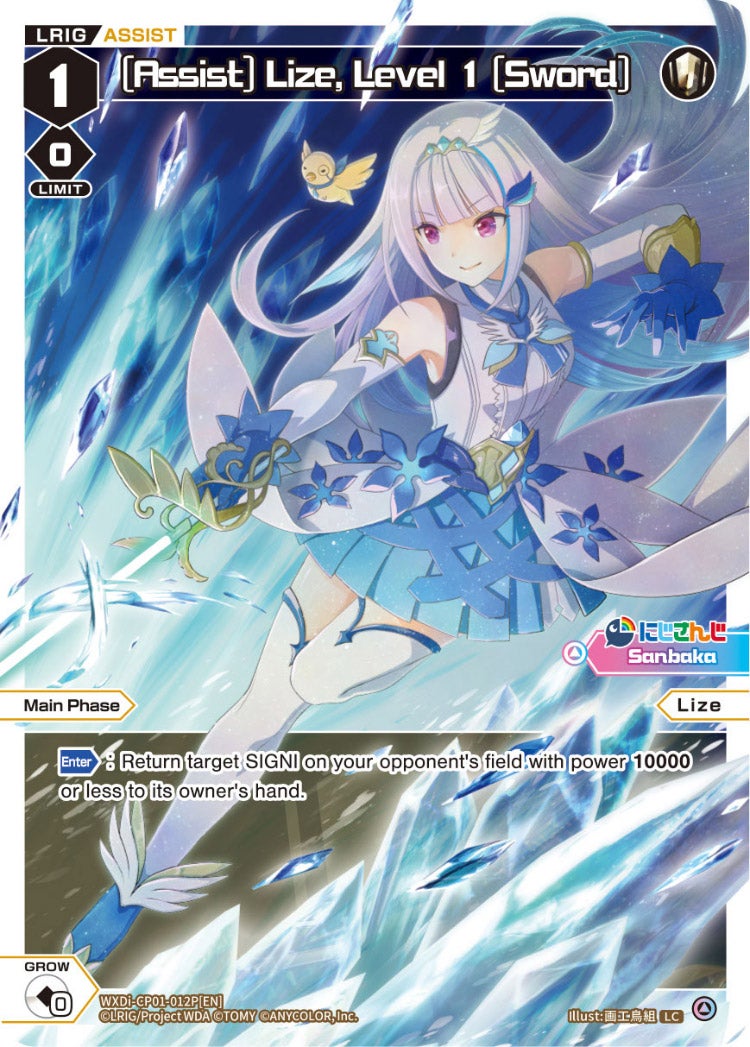 LRIG ASSIST
1
[Assist] Lize, Level 1 [Sword]
0
LIMIT
にじさんじ
Sanbaka
Main Phase
Lize
Enter : Return target SIGNI on your opponent's field with power 10000
or less to its owner's hand.
GROW
0
WXDi-CP01-012P[EN]
©LRIG/Project WDA ©TOMY ©ANYCOLOR, Inc.
Illust:画工鳥組 LC